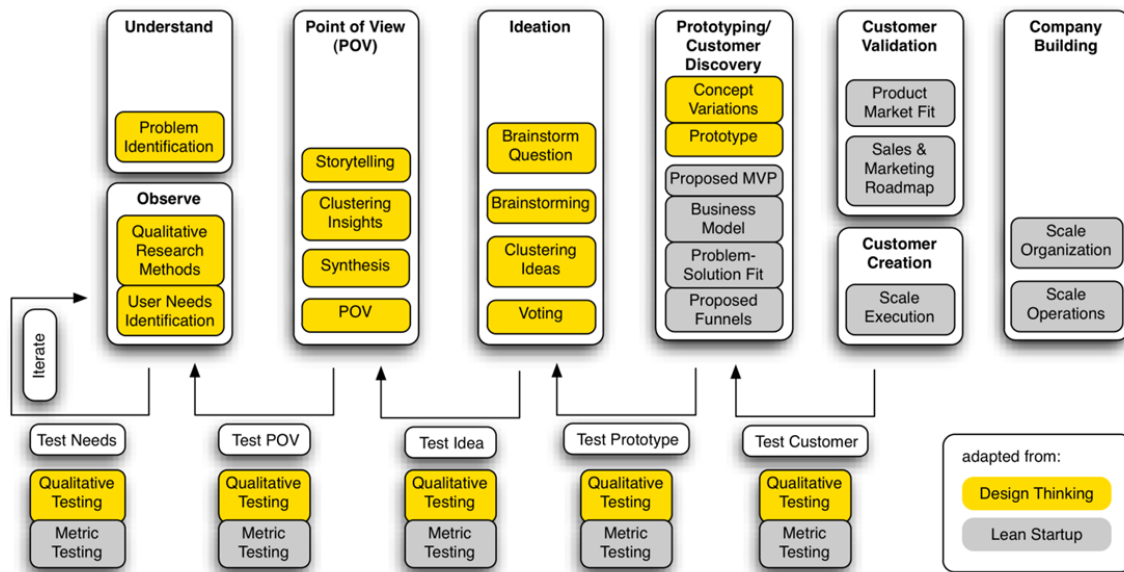 Understand
Problem
Identification
Observe
Qualitative
Research
Methods
User Needs
Identification
Point of View
(POV)
Storytelling
Clustering
Insights
Synthesis
POV
Ideation
Brainstorm
Question
Brainstorming
Clustering
Ideas
Voting
Prototyping/
Customer
Discovery
Concept
Variations
Prototype
Proposed MVP
Business
Model
Problem-
Solution Fit
Proposed
Funnels
Customer
Validation
Product
Market Fit
Sales &
Marketing
Roadmap
Customer
Creation
Scale
Execution
Company
Building
Scale
Organization
Scale
Operations
Iterate
Test Needs
Qualitative
Testing
Metric
Testing
Test POV
Qualitative
Testing
Metric
Testing
Test Idea
Qualitative
Testing
Metric
Testing
Test Prototype
Qualitative
Testing
Metric
Testing
Test Customer
Qualitative
Testing
Metric
Testing
adapted from:
Design Thinking
Lean Startup